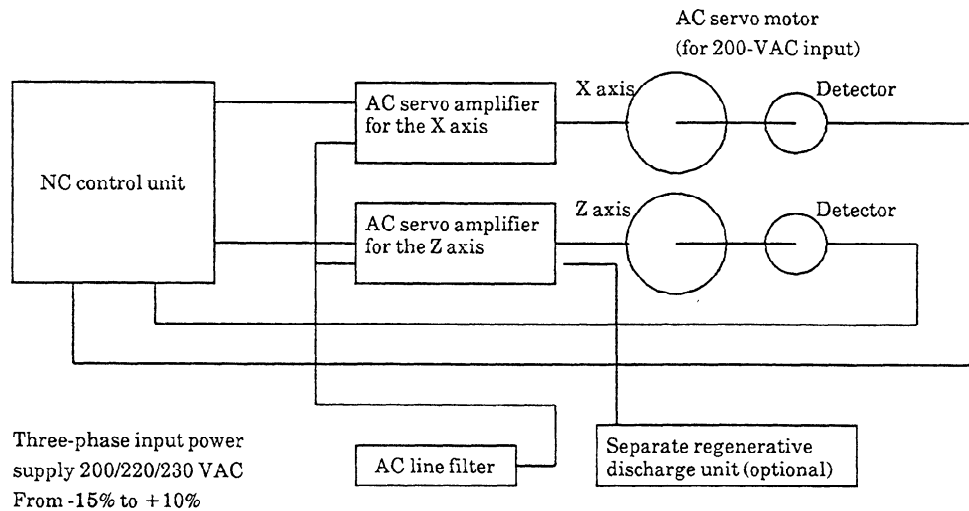 AC servo motor
(for 200-VAC input)
X axis
Detector
AC servo amplifier
for the X axis
NC control unit
Z axis
Detector
AC servo amplifier
for the Z axis
Three-phase input power
supply 200/220/230 VAC
From -15% to +10%
AC line filter
Separate regenerative
discharge unit (optional)